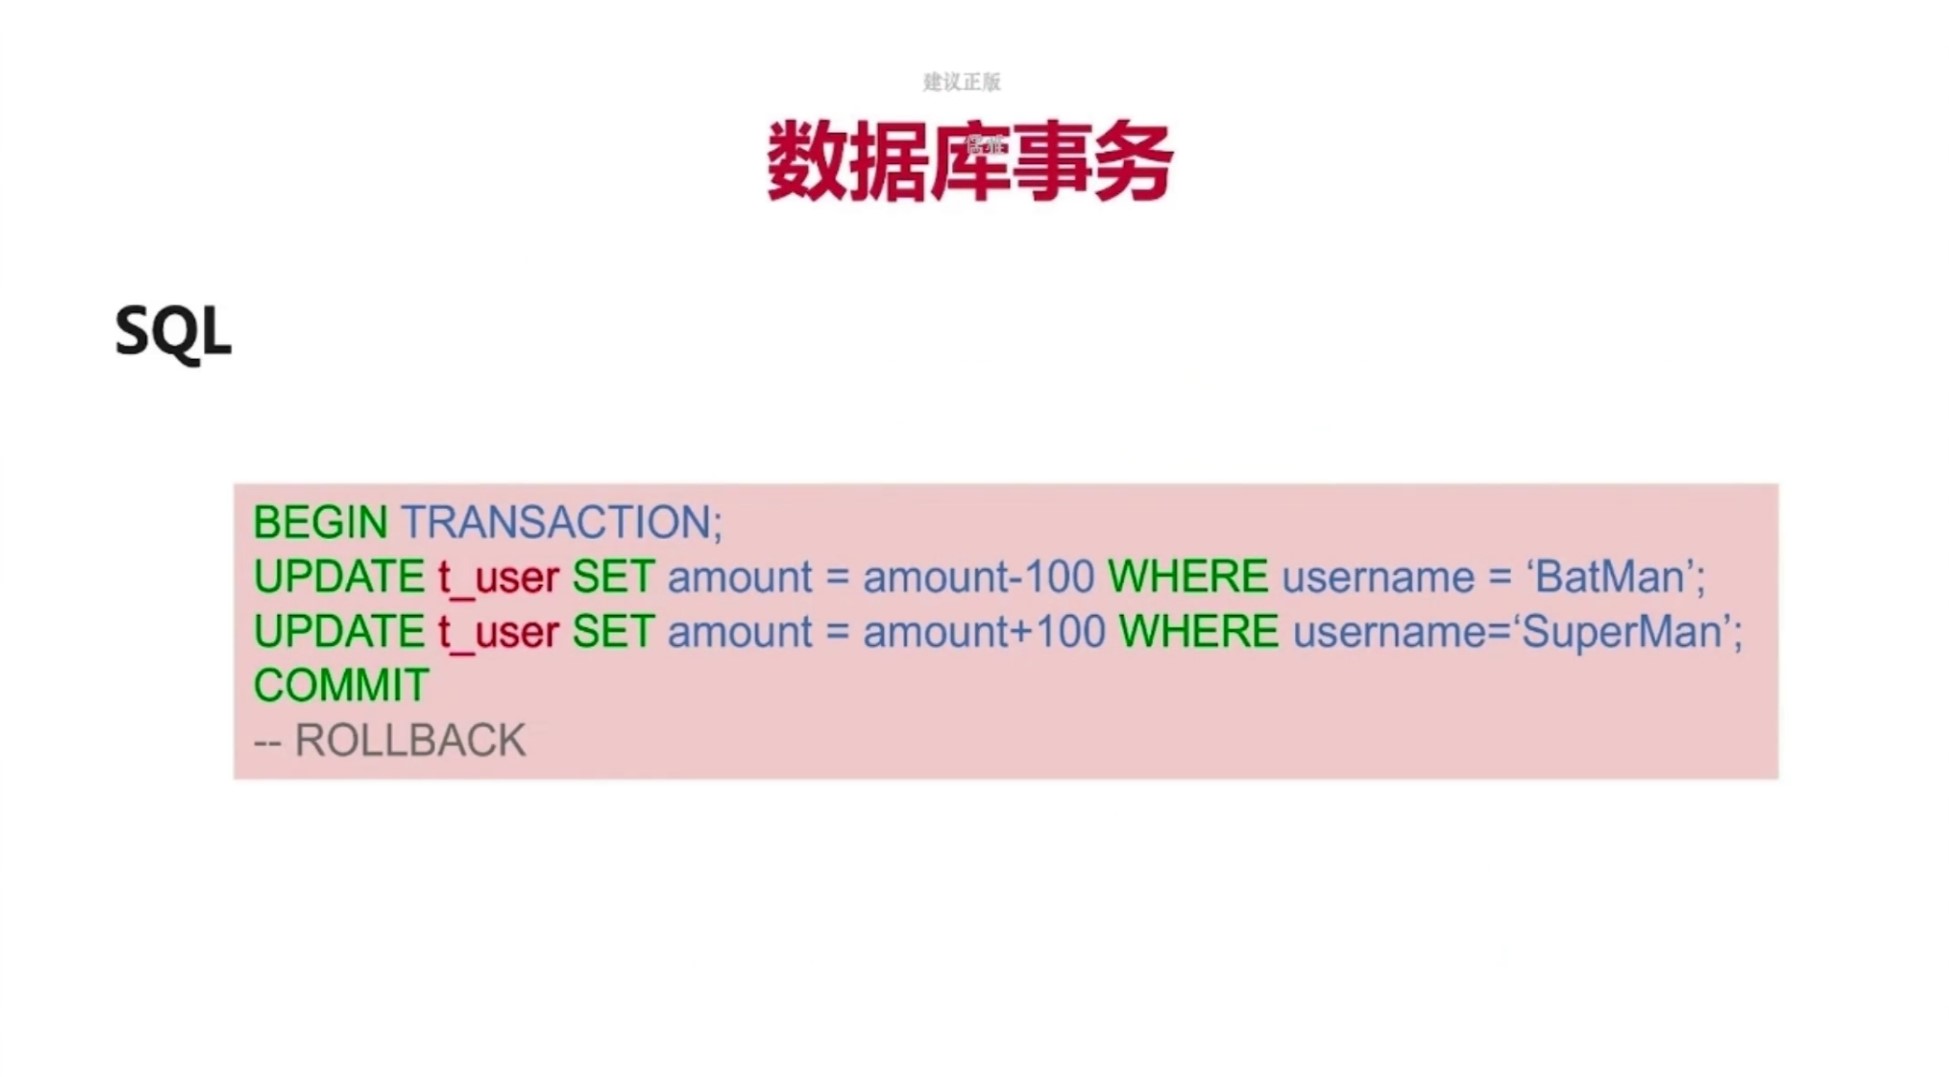 建议正版
数据库事务
SQL
BEGIN TRANSACTION;
UPDATE t_user SET amount = amount-100 WHERE username = ‘BatMan’;
UPDATE t_user SET amount = amount+100 WHERE username=‘SuperMan’;
COMMIT
-- ROLLBACK